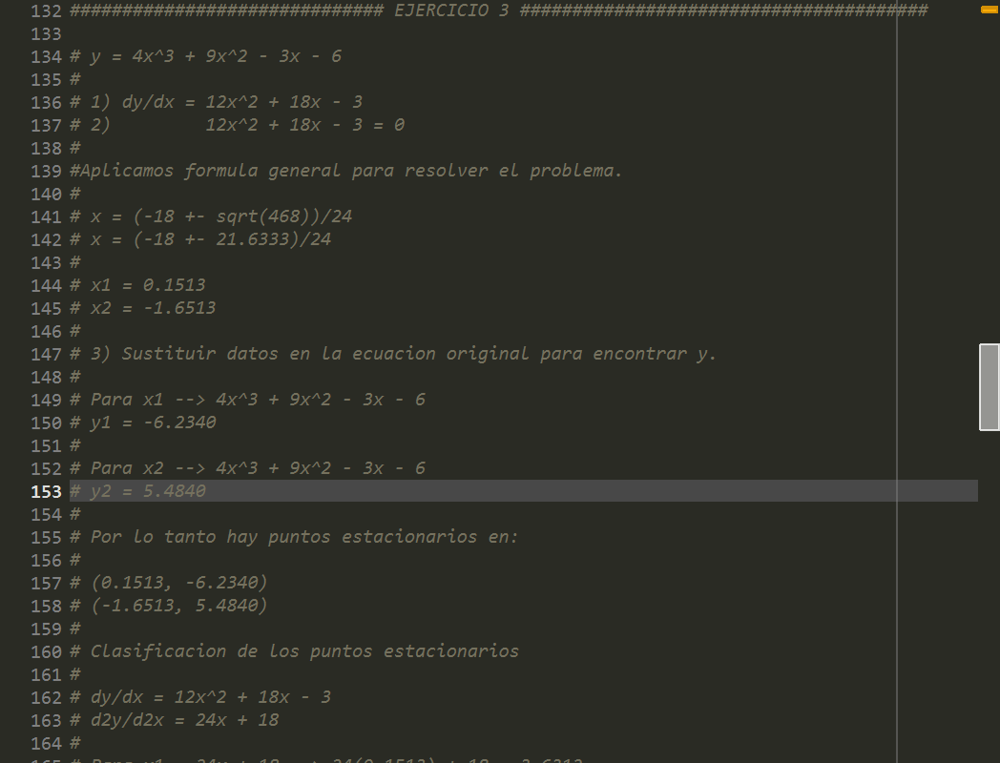 132 ############################## EJERCICIO 3 #######################################
133
134 # y = 4x^3 + 9x^2 - 3x - 6
135 #
136 # 1) dy/dx = 12x^2 + 18x - 3
137 # 2)         12x^2 + 18x - 3 = 0
138 #
139 #Aplicamos formula general para resolver el problema.
140 #
141 # x = (-18 +- sqrt(468))/24
142 # x = (-18 +- 21.6333)/24
143 #
144 # x1 = 0.1513
145 # x2 = -1.6513
146 #
147 # 3) Sustituir datos en la ecuacion original para encontrar y.
148 #
149 # Para x1 --> 4x^3 + 9x^2 - 3x - 6
150 # y1 = -6.2340
151 #
152 # Para x2 --> 4x^3 + 9x^2 - 3x - 6
153 # y2 = 5.4840
154 #
155 # Por lo tanto hay puntos estacionarios en:
156 #
157 # (0.1513, -6.2340)
158 # (-1.6513, 5.4840)
159 #
160 # Clasificacion de los puntos estacionarios
161 #
162 # dy/dx = 12x^2 + 18x - 3
163 # d2y/d2x = 24x + 18
164 #